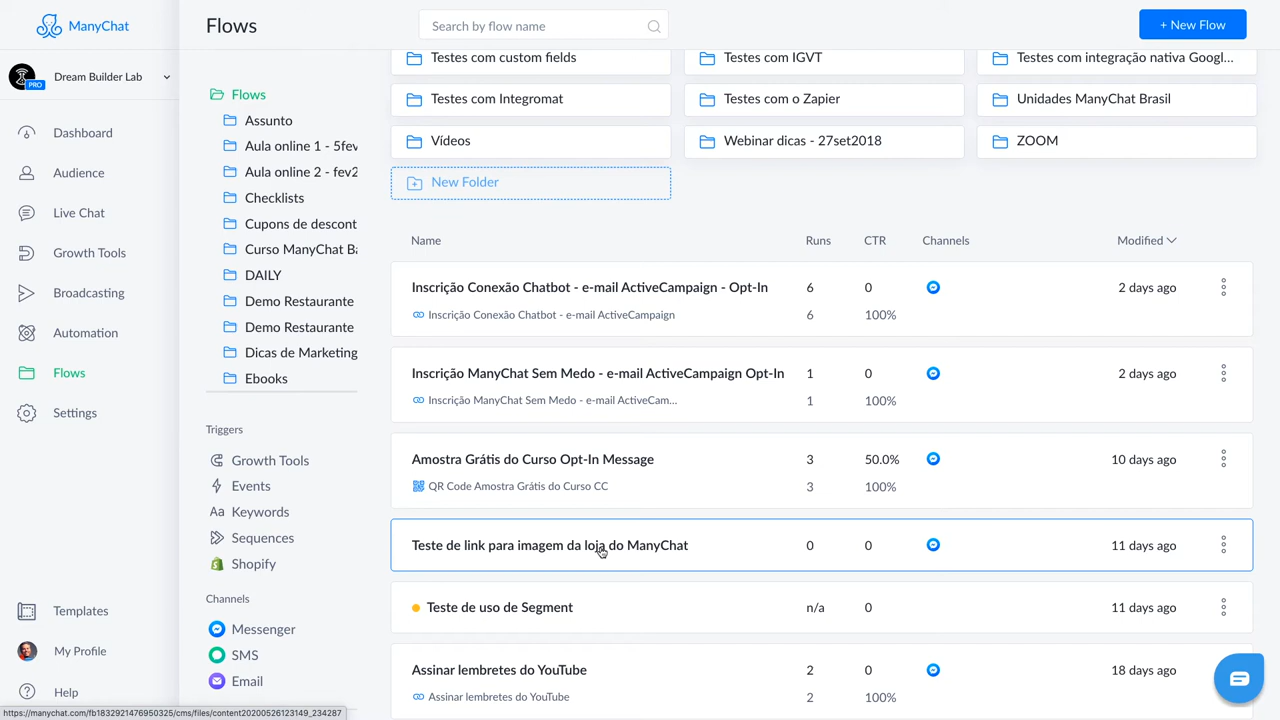 ManyChat
Flows
Search by flow name
+ New Flow
PRO
Dream Builder Lab
Dashboard
Audience
Live Chat
Growth Tools
Broadcasting
Automation
Flows
Settings
Templates
My Profile
Help
Flows
Assunto
Aula online 1 - 5fev
Aula online 2 - fev2
Checklists
Cupons de descont
Curso ManyChat Ba
DAILY
Demo Restaurante
Demo Restaurante
Dicas de Marketing
Ebooks
Triggers
Growth Tools
Events
Aa Keywords
Sequences
Shopify
Channels
Messenger
SMS
Email
Testes com custom fields
Testes com IGVT
Testes com integração nativa Googl...
Testes com Integromat
Testes com o Zapier
Unidades ManyChat Brasil
Vídeos
Webinar dicas - 27set2018
ZOOM
New Folder
Name Runs CTR Channels Modified
Inscrição Conexão Chatbot - e-mail ActiveCampaign - Opt-In 6 0 2 days ago
Inscrição Conexão Chatbot - e-mail ActiveCampaign 6 100%
Inscrição ManyChat Sem Medo - e-mail ActiveCampaign Opt-In 1 0 2 days ago
Inscrição ManyChat Sem Medo - e-mail ActiveCam... 1 100%
Amostra Grátis do Curso Opt-In Message 3 50.0% 10 days ago
QR Code Amostra Grátis do Curso CC 3 100%
Teste de link para imagem da loja do ManyChat 0 0 11 days ago
Teste de uso de Segment n/a 0 11 days ago
Assinar lembretes do YouTube 2 0 18 days ago
Assinar lembretes do YouTube 2 100%
https://manychat.com/fb1832921476950325/cms/files/content20200526123149_234287